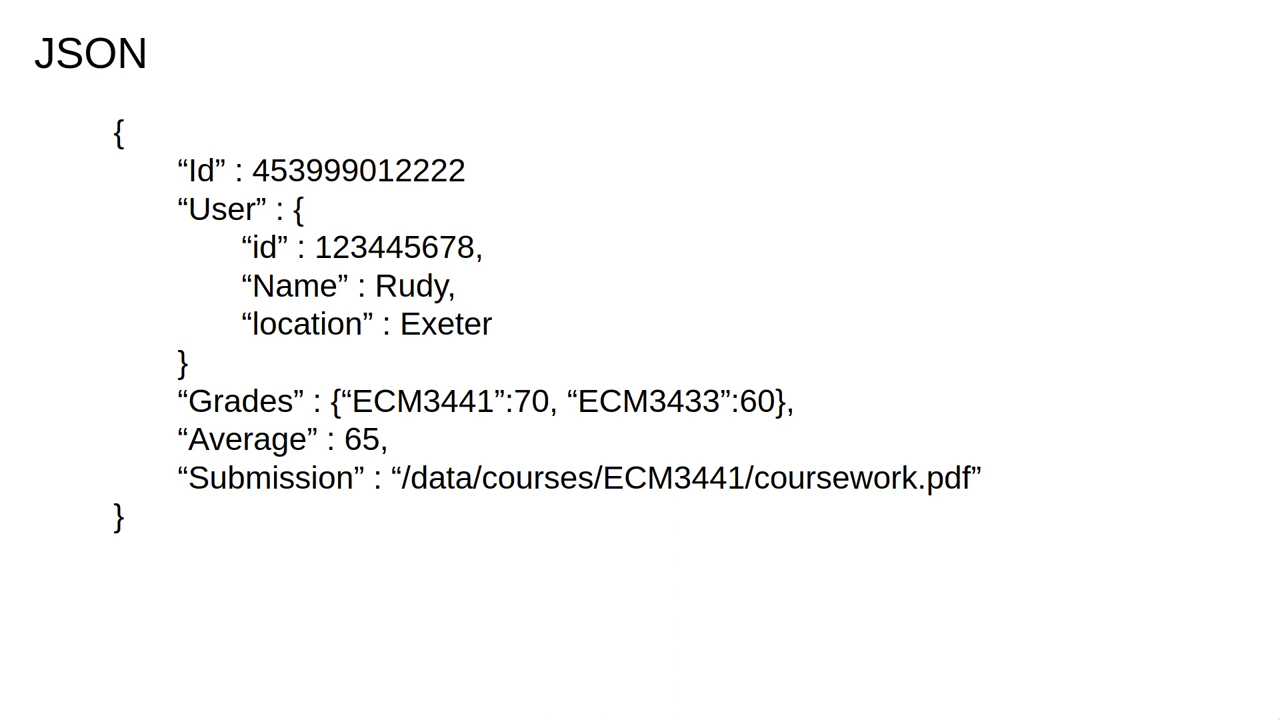 JSON
{
“Id” : 453999012222
“User” : {
“id” : 123445678,
“Name” : Rudy,
“location” : Exeter
}
“Grades” : {“ECM3441”:70, “ECM3433”:60},
“Average” : 65,
“Submission” : “/data/courses/ECM3441/coursework.pdf”
}